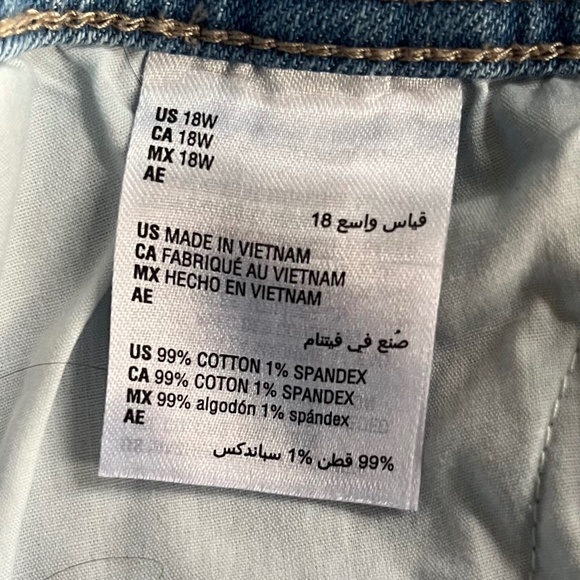 US 18W
CA 18W
MX 18W
AE
قياس واسع 18
US MADE IN VIETNAM
CA FABRIQUÉ AU VIETNAM
MX HECHO EN VIETNAM
AE
صُنع في فيتنام
US 99% COTTON 1% SPANDEX
CA 99% COTON 1% SPANDEX
MX 99% algodón 1% spándex
AE
99% قطن 1% سباندكس